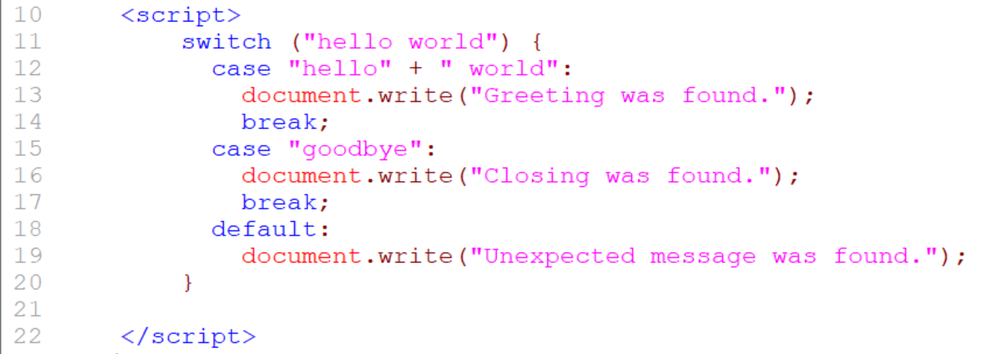 10 <script>
11 switch ("hello world") {
12 case "hello" + " world":
13 document.write("Greeting was found.");
14 break;
15 case "goodbye":
16 document.write("Closing was found.");
17 break;
18 default:
19 document.write("Unexpected message was found.");
20 }
21
22 </script>